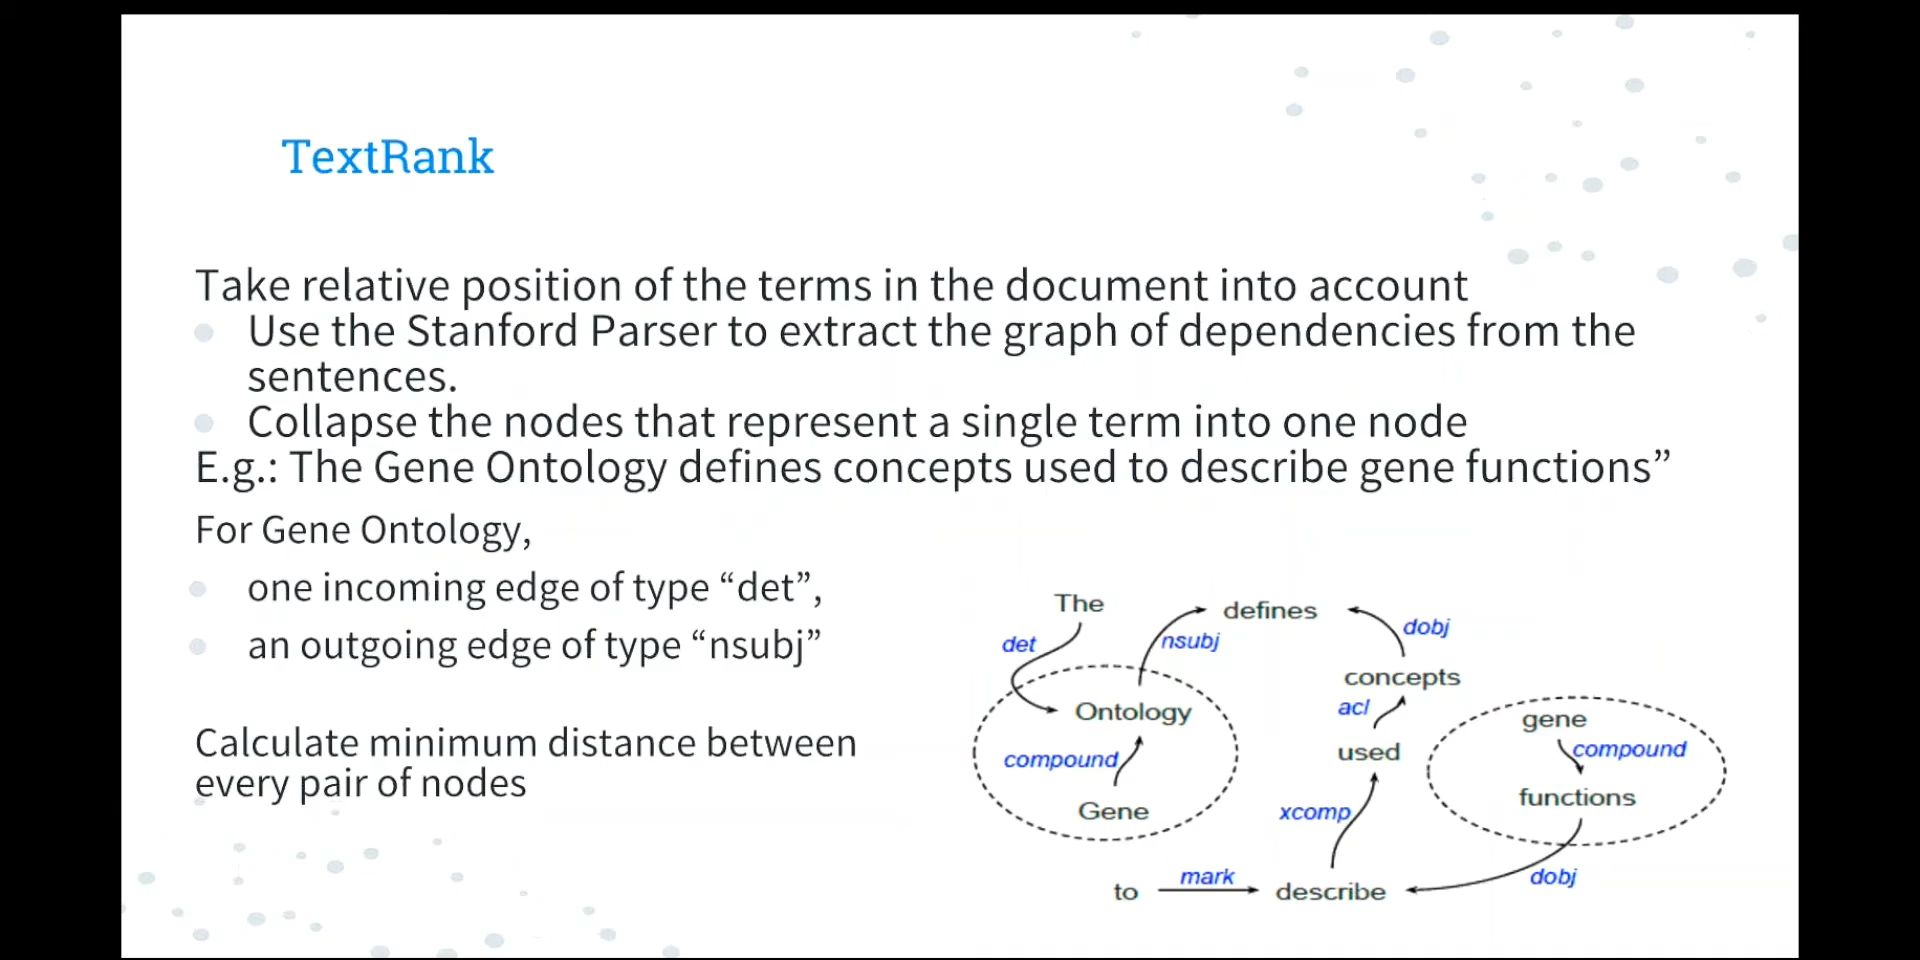 TextRank
Take relative position of the terms in the document into account
Use the Stanford Parser to extract the graph of dependencies from the
sentences.
Collapse the nodes that represent a single term into one node
E.g.: The Gene Ontology defines concepts used to describe gene functions”
For Gene Ontology,
one incoming edge of type “det”,
an outgoing edge of type “nsubj”
Calculate minimum distance between
every pair of nodes
The
defines
det
nsubj
dobj
concepts
Ontology
acl
gene
compound
used
compound
functions
Gene
xcomp
mark
dobj
to
describe